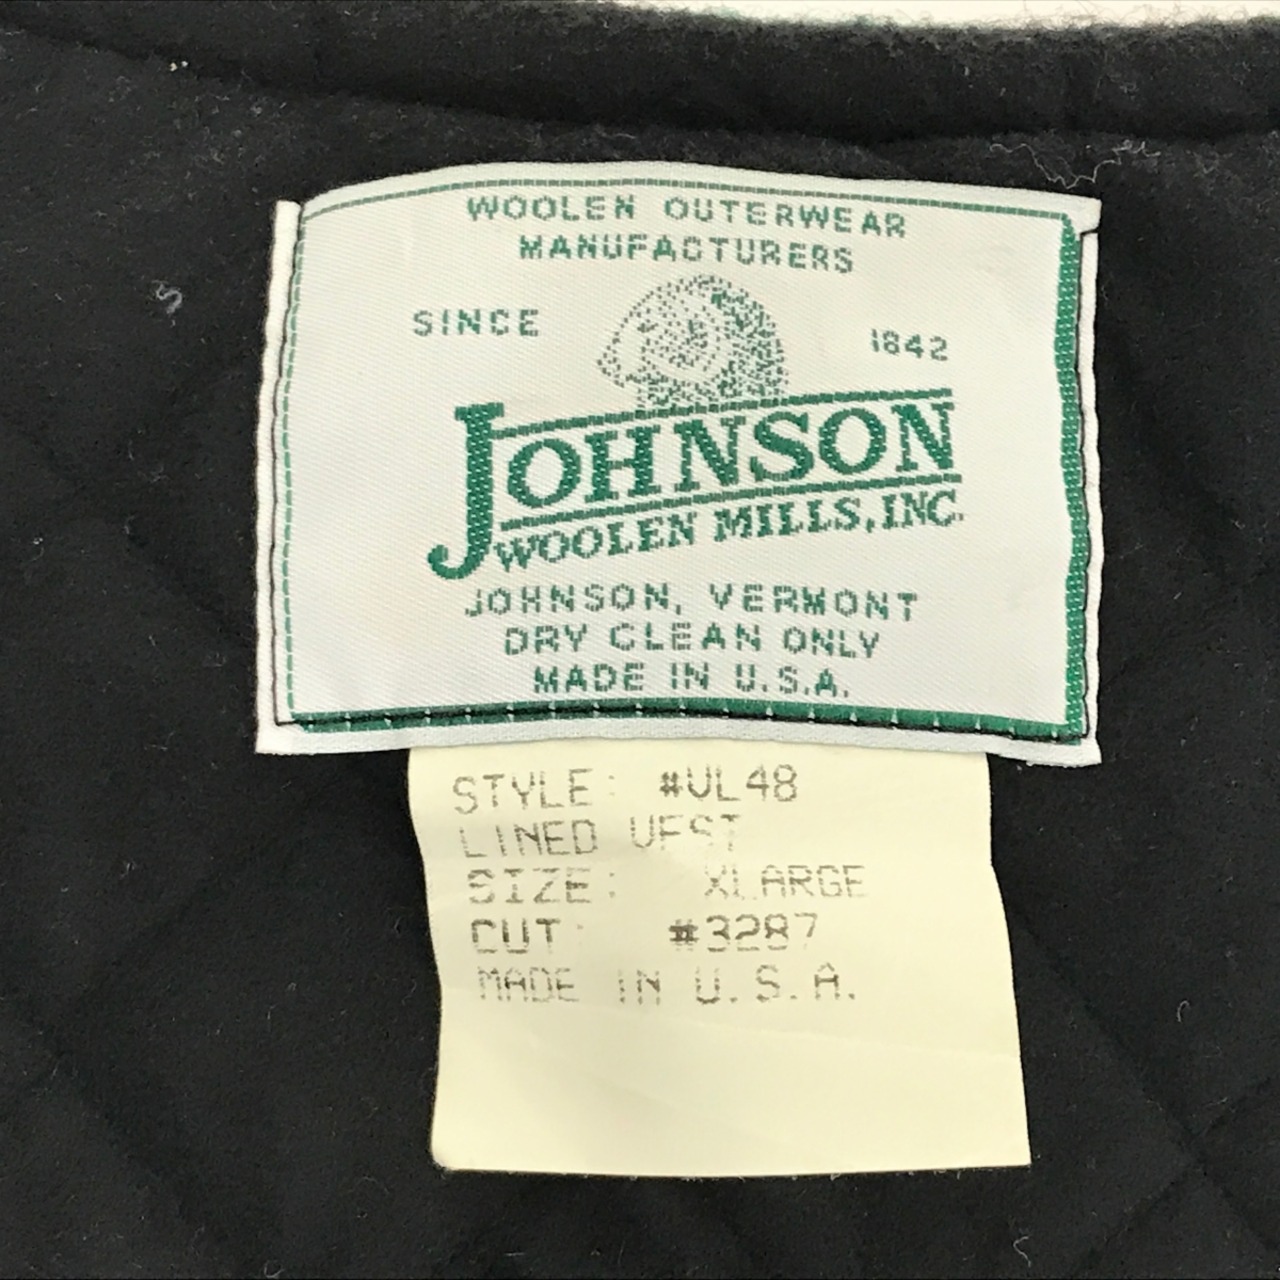 WOOLEN OUTERWEAR
MANUFACTURERS
SINCE 1842
JOHNSON
WOOLEN MILLS, INC.
JOHNSON, VERMONT
DRY CLEAN ONLY
MADE IN U.S.A.
STYLE: #VL48
LINED VEST
SIZE: XLARGE
CUT: #3287
MADE IN U.S.A.